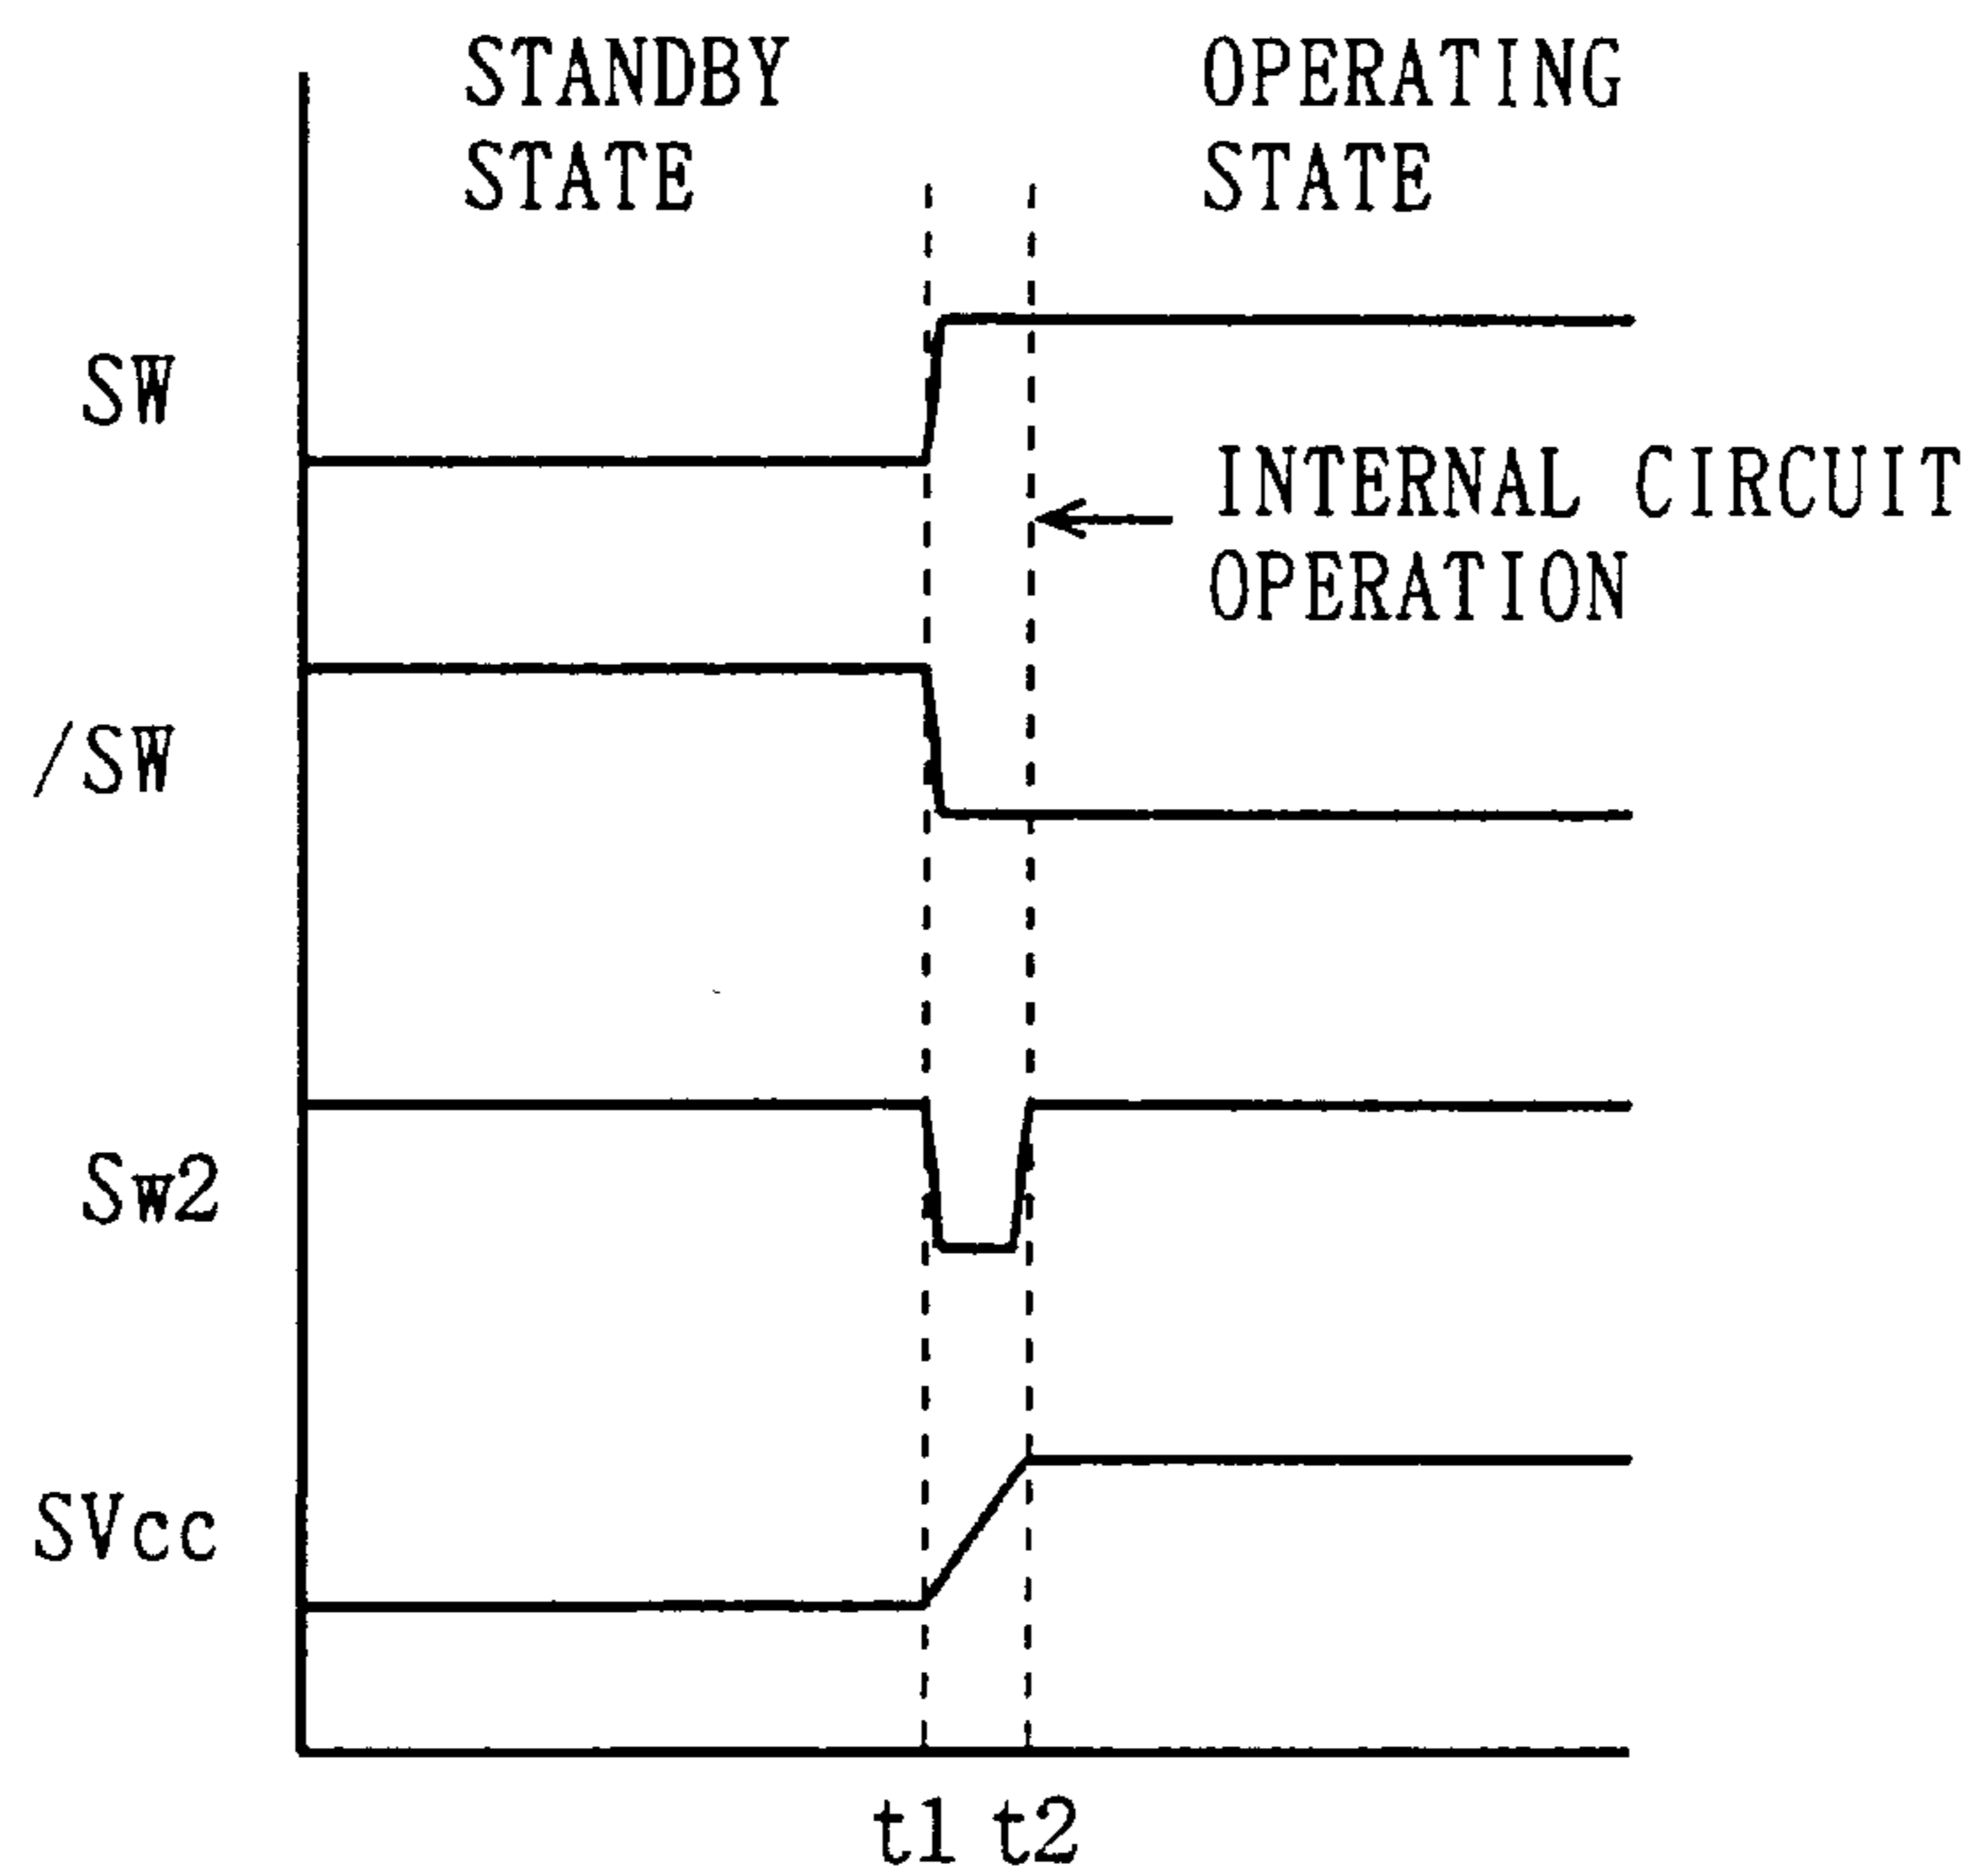 STANDBY
STATE
OPERATING
STATE
SW
INTERNAL CIRCUIT
OPERATION
/SW
Sw2
SVcc
t1 t2